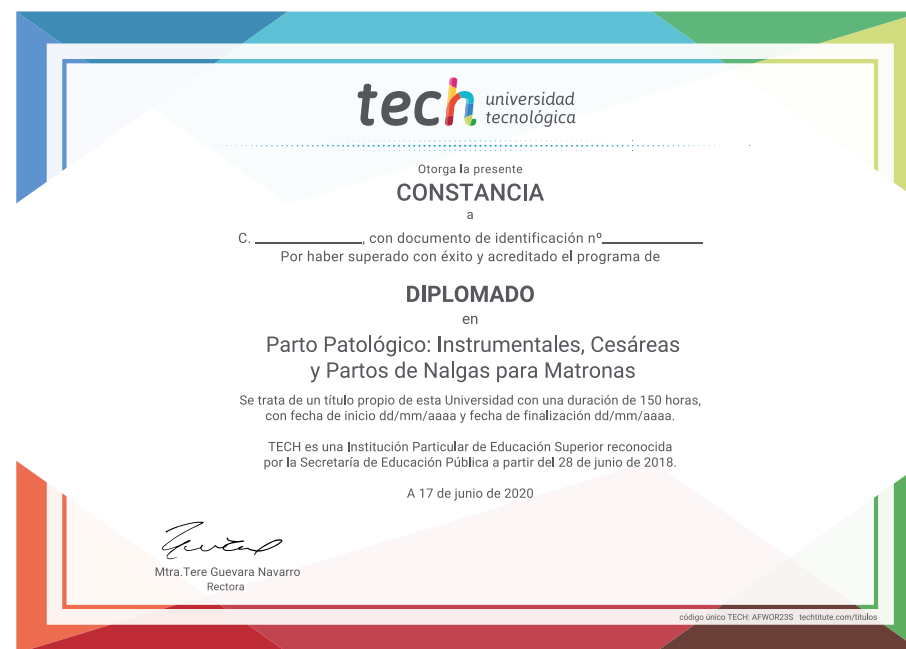 tech universidad
tecnológica
Otorga la presente
CONSTANCIA
a
C. ______________, con documento de identificación nº_____________
Por haber superado con éxito y acreditado el programa de
DIPLOMADO
en
Parto Patológico: Instrumentales, Cesáreas
y Partos de Nalgas para Matronas
Se trata de un título propio de esta Universidad con una duración de 150 horas,
con fecha de inicio dd/mm/aaaa y fecha de finalización dd/mm/aaaa.
TECH es una Institución Particular de Educación Superior reconocida
por la Secretaría de Educación Pública a partir del 28 de junio de 2018.
A 17 de junio de 2020
Mtra.Tere Guevara Navarro
Rectora
código único TECH: AFWOR23S techtitute.com/titulos